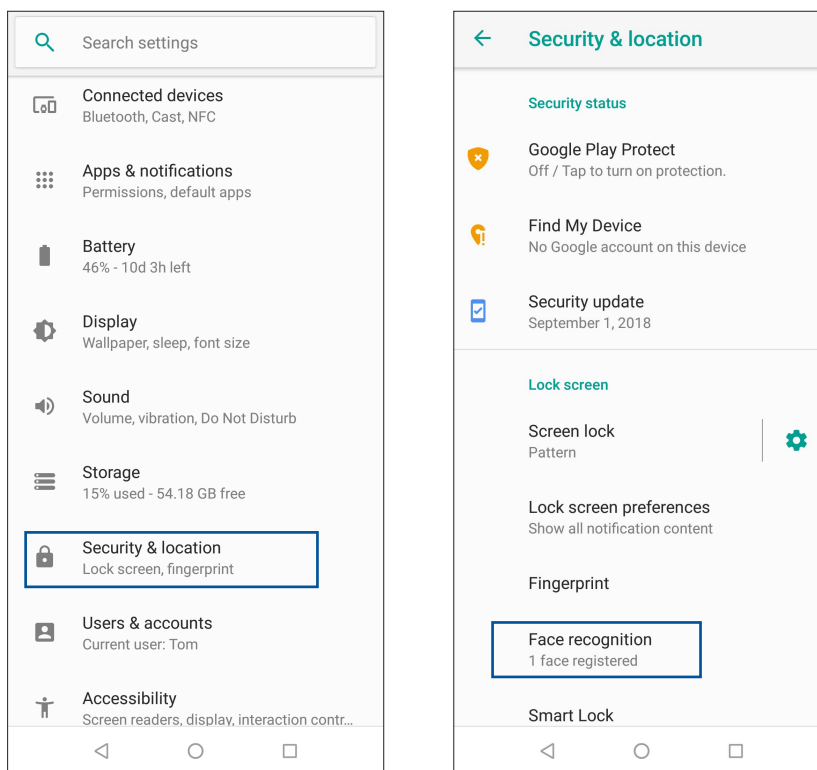 Search settings
Connected devices
Bluetooth, Cast, NFC
Apps & notifications
Permissions, default apps
Battery
46% - 10d 3h left
Display
Wallpaper, sleep, font size
Sound
Volume, vibration, Do Not Disturb
Storage
15% used - 54.18 GB free
Security & location
Lock screen, fingerprint
Users & accounts
Current user: Tom
Accessibility
Screen readers, display, interaction contr...
Security & location
Security status
Google Play Protect
Off / Tap to turn on protection.
Find My Device
No Google account on this device
Security update
September 1, 2018
Lock screen
Screen lock
Pattern
Lock screen preferences
Show all notification content
Fingerprint
Face recognition
1 face registered
Smart Lock